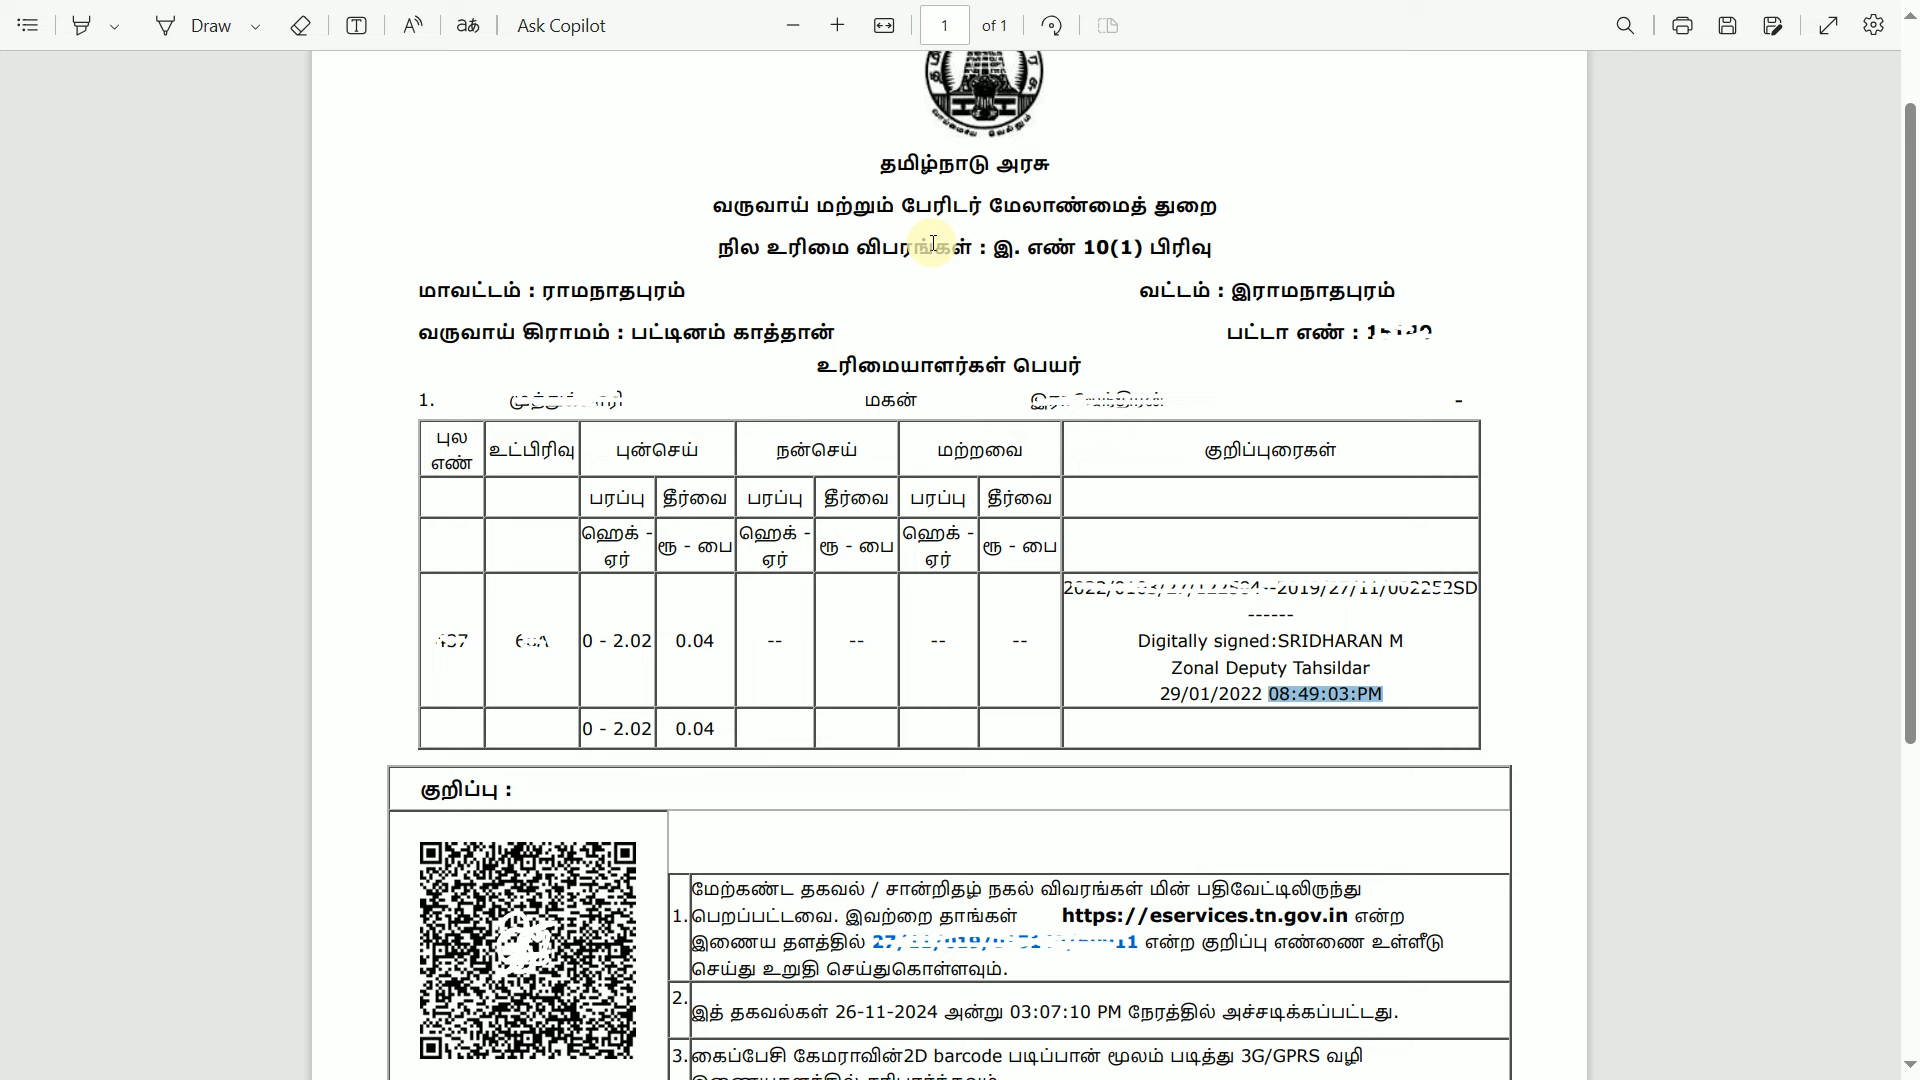 Draw
Ask Copilot
1 of 1
தமிழ்நாடு அரசு
வருவாய் மற்றும் பேரிடர் மேலாண்மைத் துறை
நில உரிமை விபரங்கள் : இ. எண் 10(1) பிரிவு
மாவட்டம் : ராமநாதபுரம் வட்டம் : இராமநாதபுரம்
வருவாய் கிராமம் : பட்டினம் காத்தான் பட்டா எண் :
உரிமையாளர்கள் பெயர்
1. மகன் -
புல எண் உட்பிரிவு புன்செய் நன்செய் மற்றவை குறிப்புரைகள்
பரப்பு தீர்வை பரப்பு தீர்வை பரப்பு தீர்வை
ஹெக் - ஏர் ரூ - பை ஹெக் - ஏர் ரூ - பை ஹெக் - ஏர் ரூ - பை
------
0 - 2.02 0.04 -- -- -- -- Digitally signed:SRIDHARAN M
Zonal Deputy Tahsildar
29/01/2022 08:49:03:PM
0 - 2.02 0.04
குறிப்பு :
1. மேற்கண்ட தகவல் / சான்றிதழ் நகல் விவரங்கள் மின் பதிவேட்டிலிருந்து
பெறப்பட்டவை. இவற்றை தாங்கள் https://eservices.tn.gov.in என்ற
இணைய தளத்தில் என்ற குறிப்பு எண்ணை உள்ளீடு
செய்து உறுதி செய்துகொள்ளவும்.
2. இத் தகவல்கள் 26-11-2024 அன்று 03:07:10 PM நேரத்தில் அச்சடிக்கப்பட்டது.
3. கைப்பேசி கேமராவின்2D barcode படிப்பான் மூலம் படித்து 3G/GPRS வழி